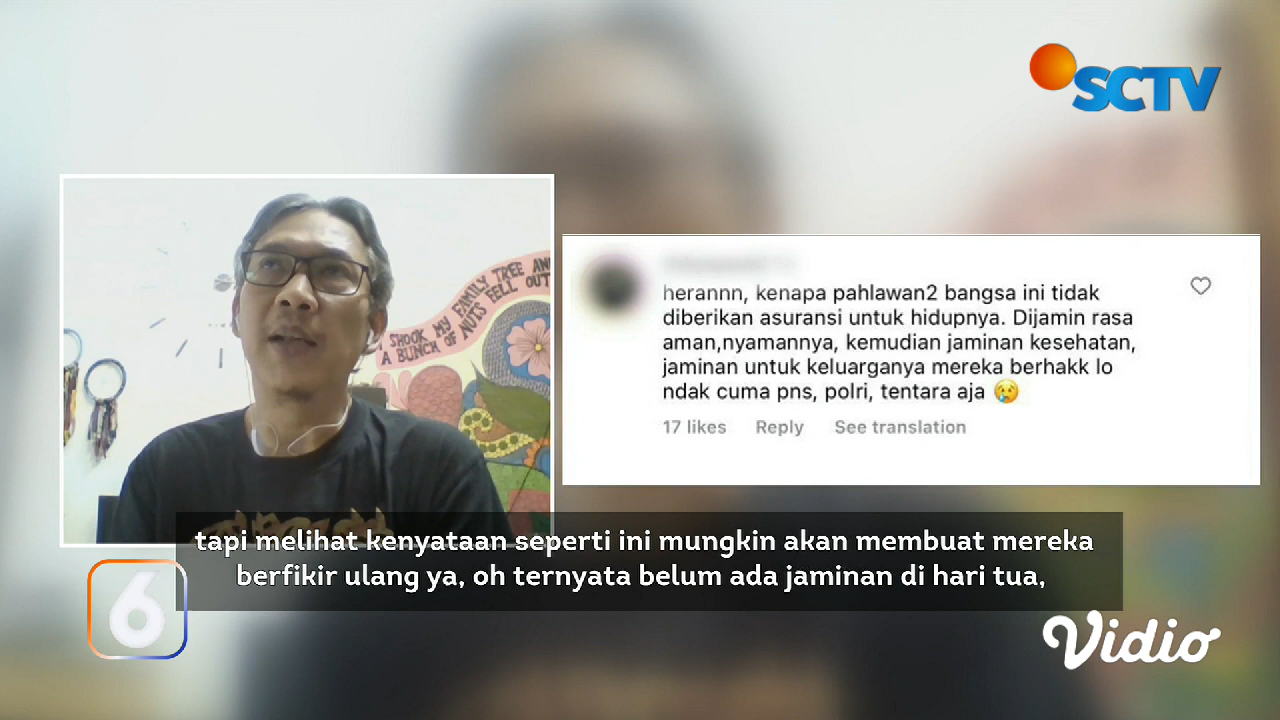 SCTV
I SHOOK MY FAMILY TREE AND
A BUNCH OF NUTS FELL OUT
herannn, kenapa pahlawan2 bangsa ini tidak
diberikan asuransi untuk hidupnya. Dijamin rasa
aman,nyamannya, kemudian jaminan kesehatan,
jaminan untuk keluarganya mereka berhakk lo
ndak cuma pns, polri, tentara aja 😢
17 likes Reply See translation
tapi melihat kenyataan seperti ini mungkin akan membuat mereka
berfikir ulang ya, oh ternyata belum ada jaminan di hari tua,
6
Vidio